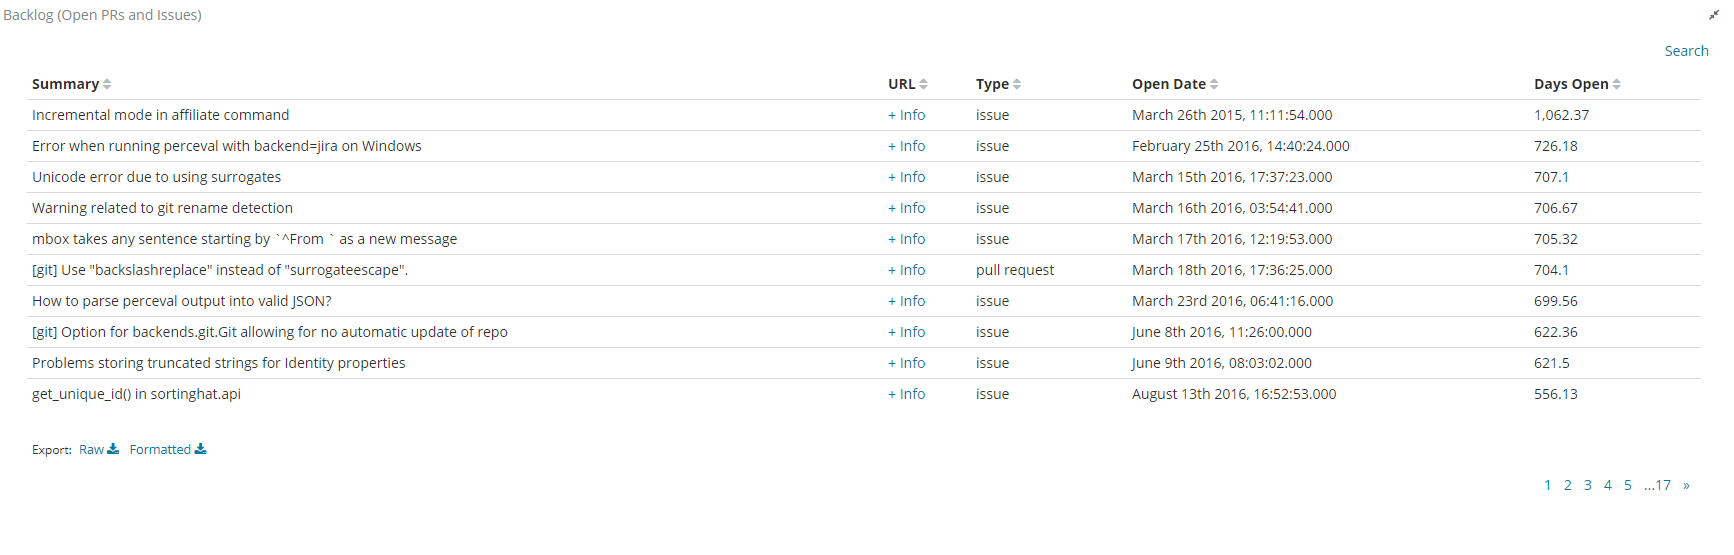 Backlog (Open PRs and Issues)
Search
Summary URL Type Open Date Days Open
Incremental mode in affiliate command + Info issue March 26th 2015, 11:11:54.000 1,062.37
Error when running perceval with backend=jira on Windows + Info issue February 25th 2016, 14:40:24.000 726.18
Unicode error due to using surrogates + Info issue March 15th 2016, 17:37:23.000 707.1
Warning related to git rename detection + Info issue March 16th 2016, 03:54:41.000 706.67
mbox takes any sentence starting by `^From ` as a new message + Info issue March 17th 2016, 12:19:53.000 705.32
[git] Use "backslashreplace" instead of "surrogateescape". + Info pull request March 18th 2016, 17:36:25.000 704.1
How to parse perceval output into valid JSON? + Info issue March 23rd 2016, 06:41:16.000 699.56
[git] Option for backends.git.Git allowing for no automatic update of repo + Info issue June 8th 2016, 11:26:00.000 622.36
Problems storing truncated strings for Identity properties + Info issue June 9th 2016, 08:03:02.000 621.5
get_unique_id() in sortinghat.api + Info issue August 13th 2016, 16:52:53.000 556.13
Export: Raw Formatted
1 2 3 4 5 ...17 »